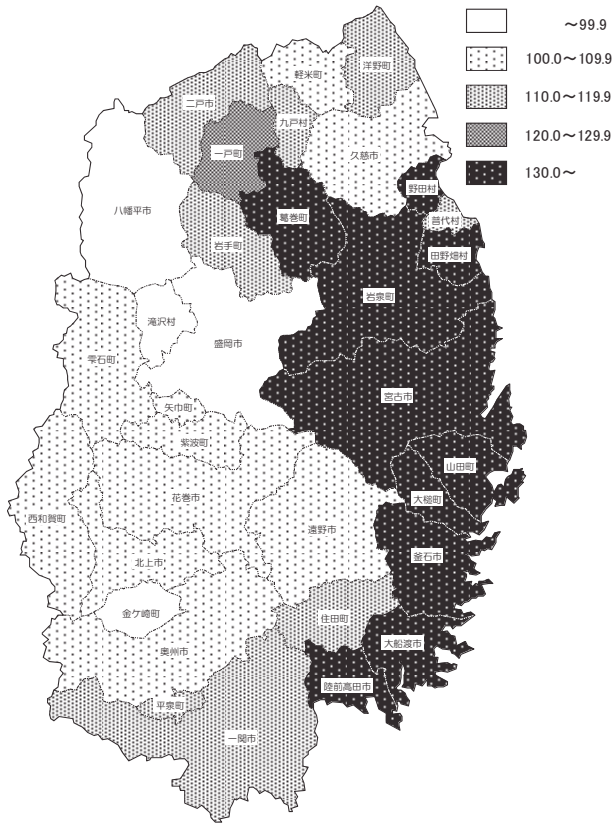 ～99.9
100.0～109.9
110.0～119.9
120.0～129.9
130.0～
洋野町
軽米町
二戸市
九戸村
一戸町
久慈市
野田村
普代村
葛巻町
八幡平市
岩手町
田野畑村
岩泉町
滝沢村
盛岡市
雫石町
宮古市
矢巾町
紫波町
山田町
大槌町
花巻市
西和賀町
遠野市
釜石市
北上市
金ケ崎町
住田町
大船渡市
奥州市
陸前高田市
平泉町
一関市